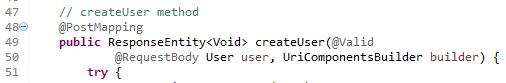 47 // createUser method
48 @PostMapping
49 public ResponseEntity<Void> createUser(@Valid
50 @RequestBody User user, UriComponentsBuilder builder) {
51 try {